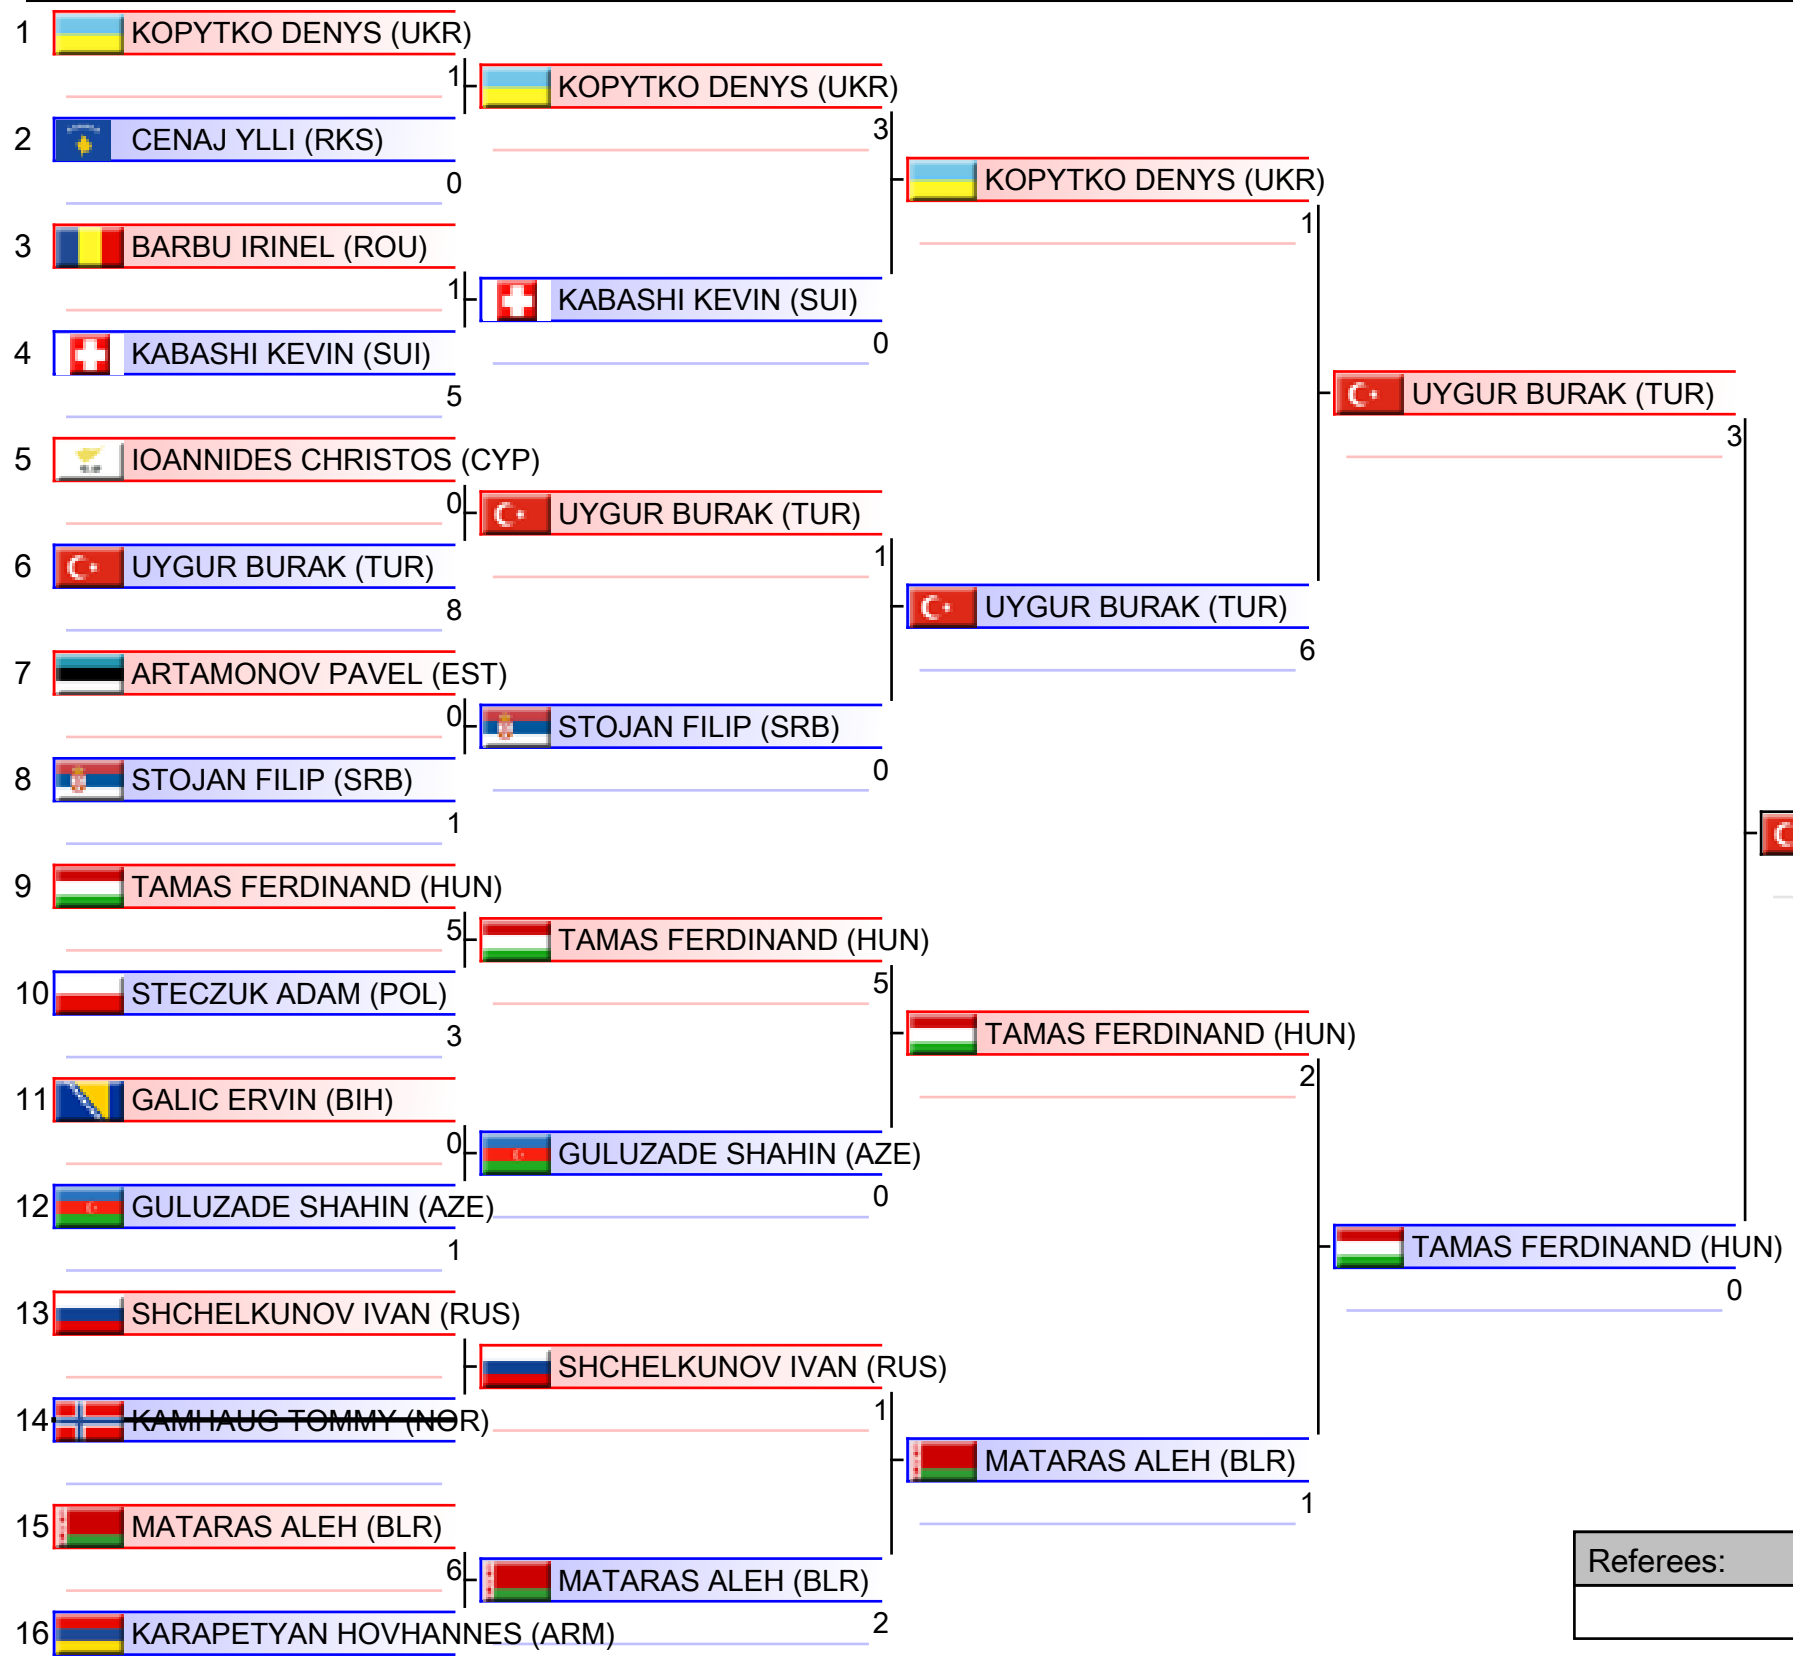 1 KOPYTKO DENYS (UKR)
1 KOPYTKO DENYS (UKR)
2 CENAJ YLLI (RKS)
3
0
KOPYTKO DENYS (UKR)
1
3 BARBU IRINEL (ROU)
1 KABASHI KEVIN (SUI)
4 KABASHI KEVIN (SUI)
0
5
UYGUR BURAK (TUR)
3
5 IOANNIDES CHRISTOS (CYP)
0 UYGUR BURAK (TUR)
6 UYGUR BURAK (TUR)
1
8
UYGUR BURAK (TUR)
6
7 ARTAMONOV PAVEL (EST)
0 STOJAN FILIP (SRB)
8 STOJAN FILIP (SRB)
0
1
9 TAMAS FERDINAND (HUN)
5 TAMAS FERDINAND (HUN)
10 STECZUK ADAM (POL)
5
3
TAMAS FERDINAND (HUN)
2
11 GALIC ERVIN (BIH)
0 GULUZADE SHAHIN (AZE)
12 GULUZADE SHAHIN (AZE)
0
1
TAMAS FERDINAND (HUN)
0
13 SHCHELKUNOV IVAN (RUS)
SHCHELKUNOV IVAN (RUS)
14 KAMHAUG TOMMY (NOR)
1
MATARAS ALEH (BLR)
1
15 MATARAS ALEH (BLR)
6 MATARAS ALEH (BLR)
16 KARAPETYAN HOVHANNES (ARM)
2
Referees: